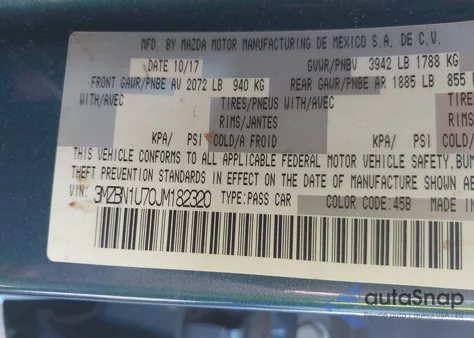 MFD. BY MAZDA MOTOR MANUFACTURING DE MEXICO S.A. DE C.V.
DATE 10/17 GVWR/PNBV 3942 LB 1788 KG
FRONT GAWR/PNBE AV 2072 LB 940 KG REAR GAWR/PNBE AR 1885 LB 855
WITH/AVEC TIRES/PNEUS WITH/AVEC TIRES
RIMS/JANTES RIMS
KPA/ PSI COLD/A FROID KPA/ PSI COLD
THIS VEHICLE CONFORMS TO ALL APPLICABLE FEDERAL MOTOR VEHICLE SAFETY, BUM
THEFT PREVENTION STANDARDS IN EFFECT ON THE DATE OF MANUFACTURE SHOWN AB
VIN: 3MZBN1U70JM182320 TYPE:PASS CAR COLOR CODE:45B MADE IN
autoSnap